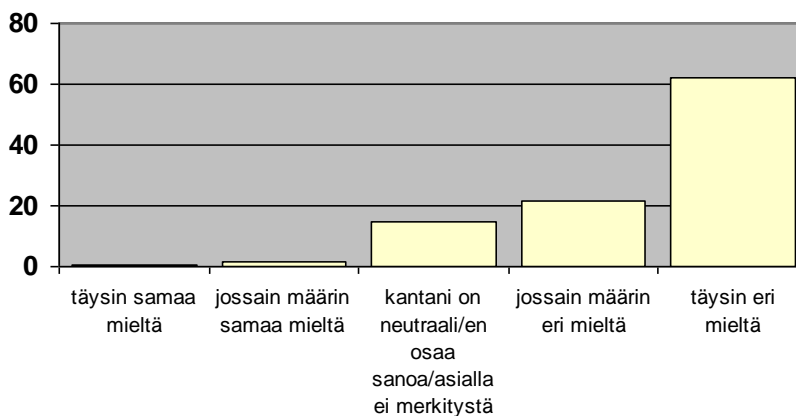 80
60
40
20
0
täysin samaa
mieltä
jossain määrin
samaa mieltä
kantani on
neutraali/en
osaa
sanoa/asialla
ei merkitystä
jossain määrin
eri mieltä
täysin eri
mieltä